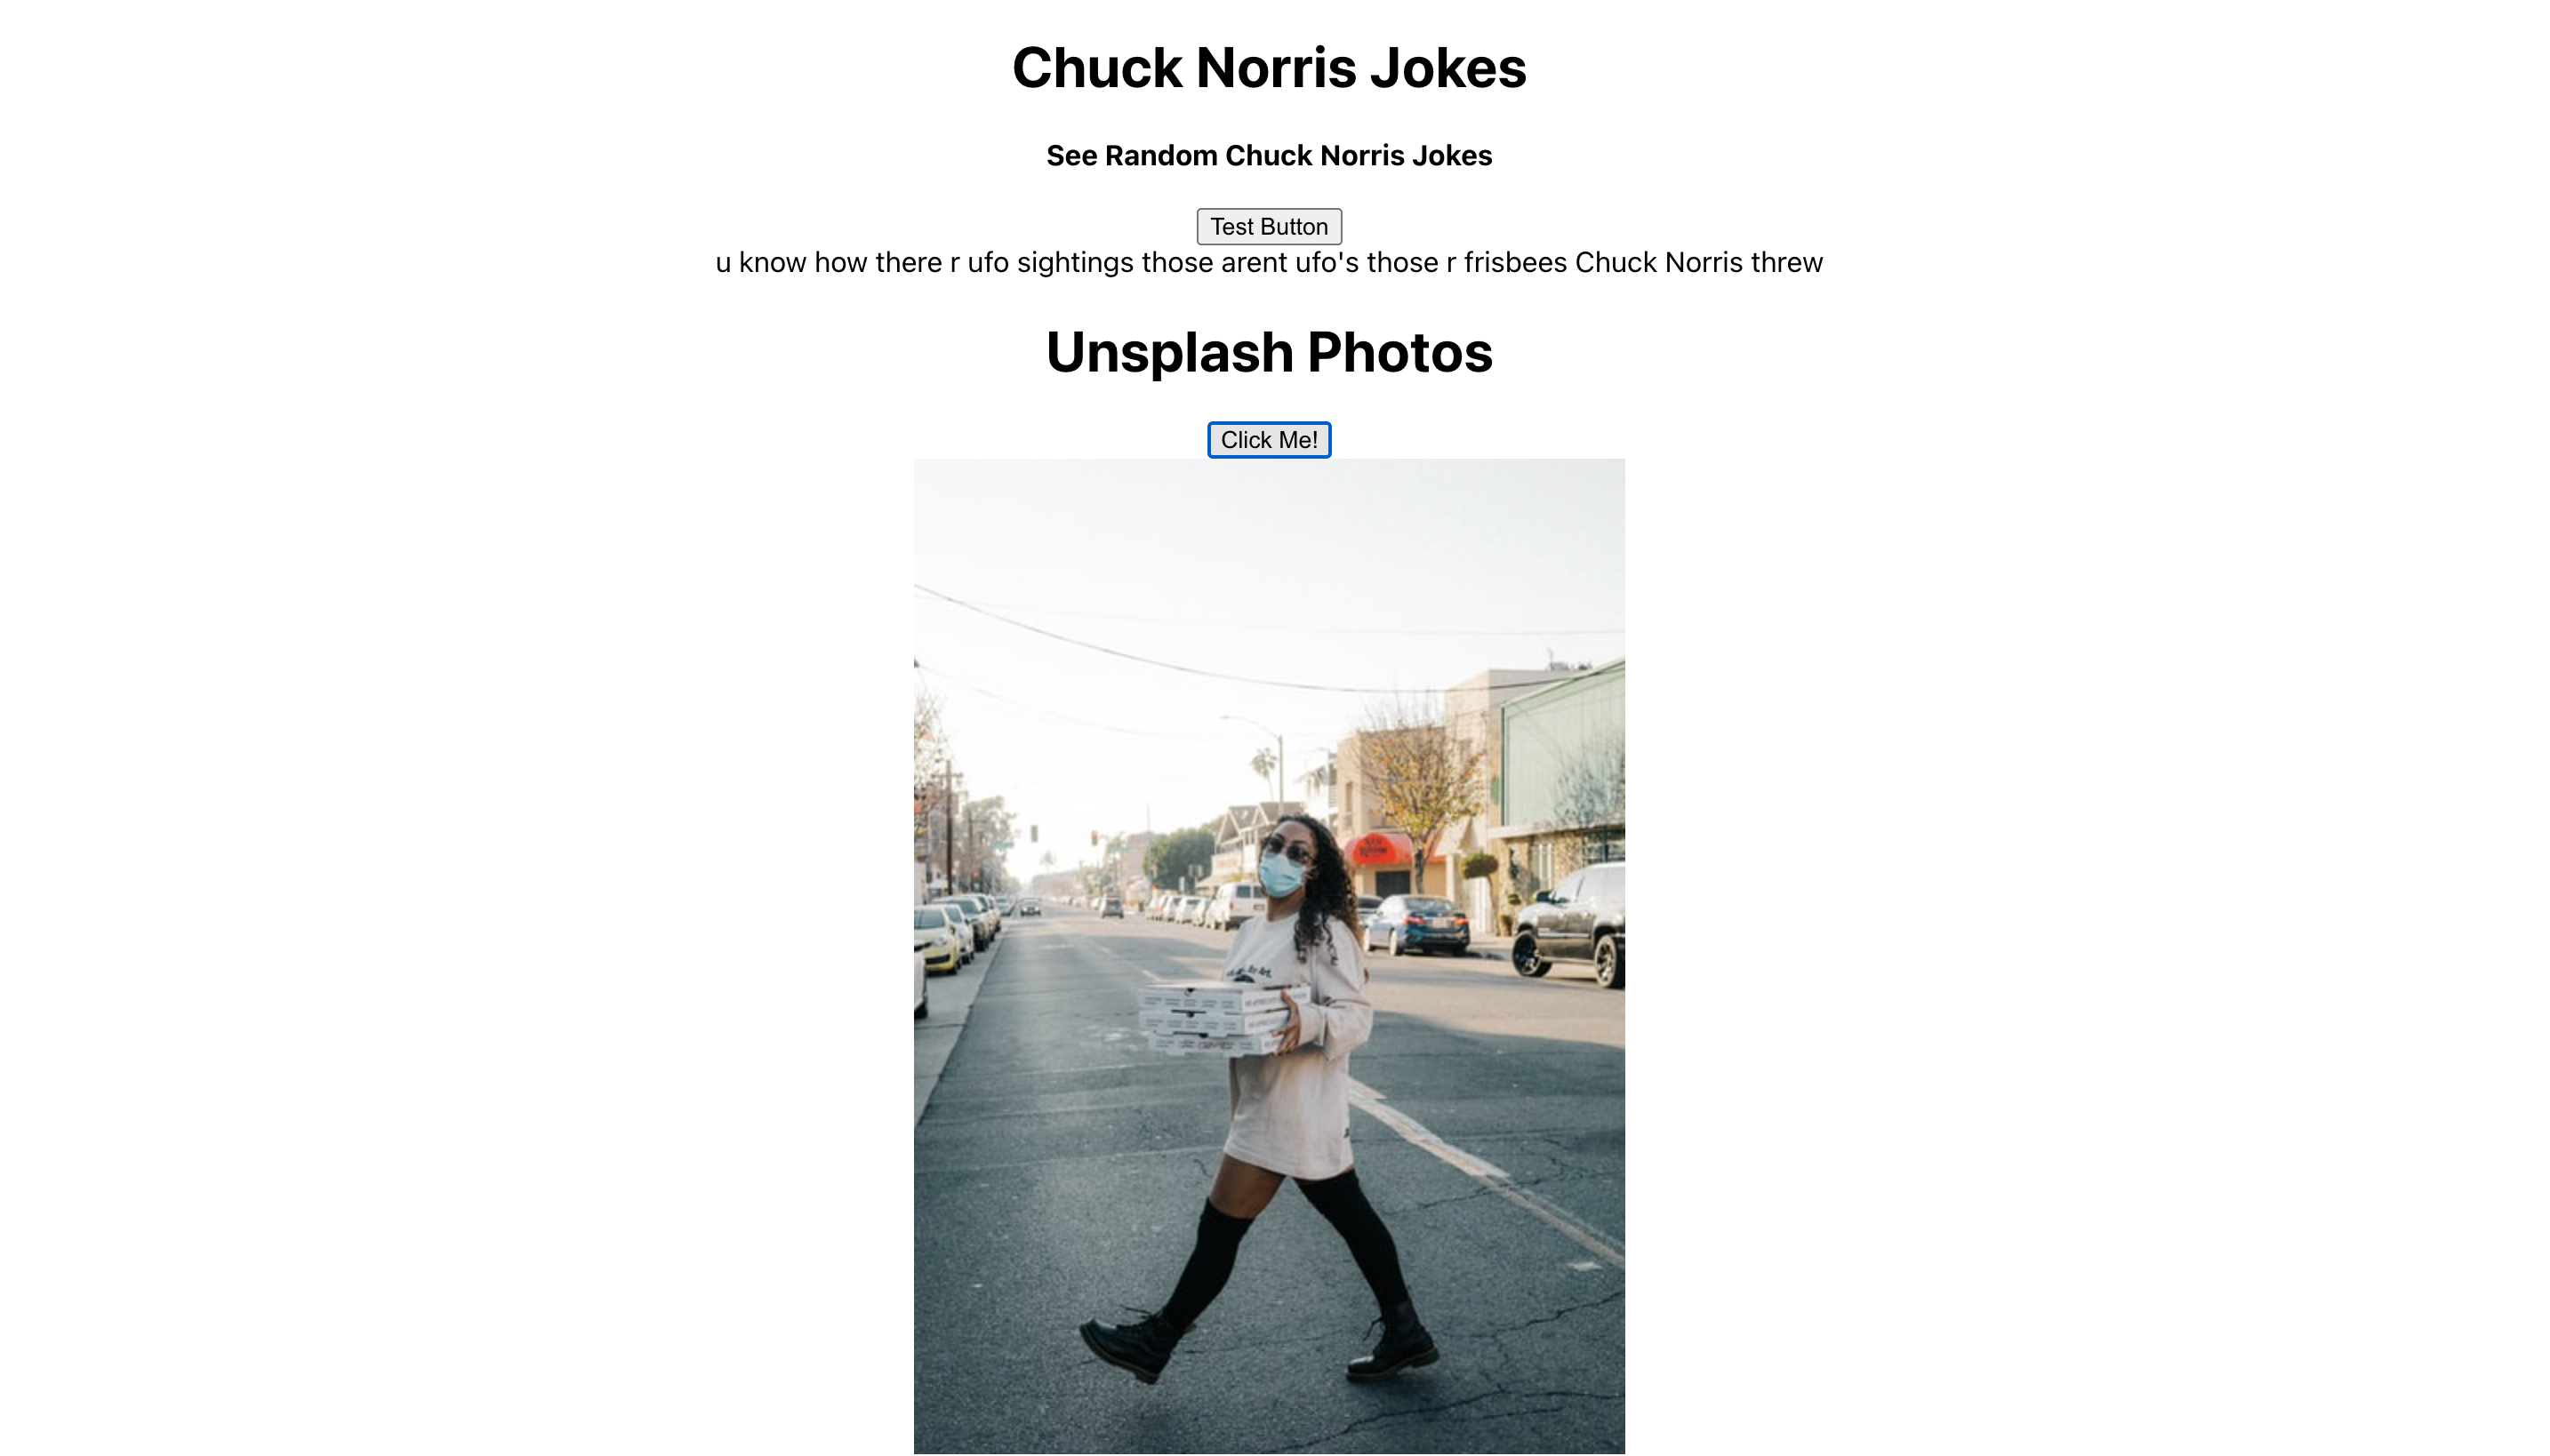 Chuck Norris Jokes
See Random Chuck Norris Jokes
Test Button
u know how there r ufo sightings those arent ufo's those r frisbees Chuck Norris threw
Unsplash Photos
Click Me!